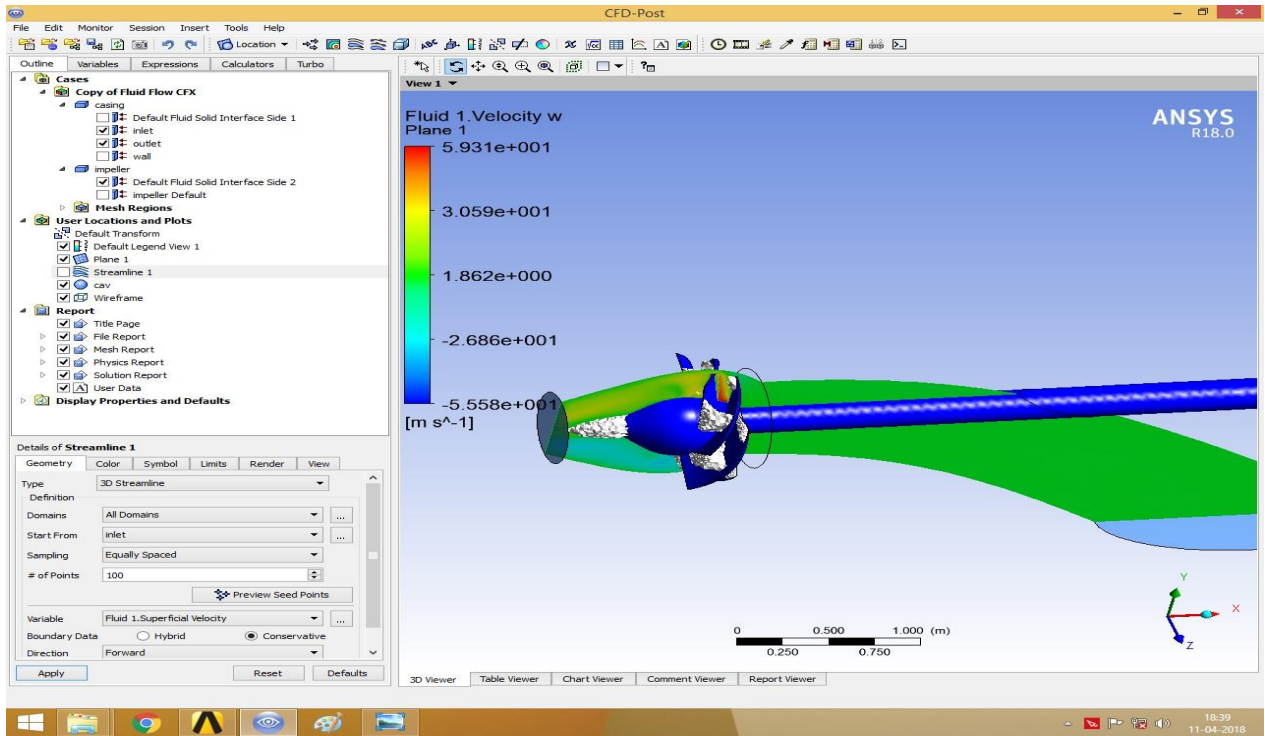 CFD-Post
File Edit Monitor Session Insert Tools Help
Location
Outline Variables Expressions Calculators Turbo
Cases
Copy of Fluid Flow CFX
casing
Default Fluid Solid Interface Side 1
inlet
outlet
wall
impeller
Default Fluid Solid Interface Side 2
impeller Default
Mesh Regions
User Locations and Plots
Default Transform
Default Legend View 1
Plane 1
Streamline 1
cav
Wireframe
Report
Title Page
File Report
Mesh Report
Physics Report
Solution Report
A User Data
Display Properties and Defaults
Details of Streamline 1
Geometry Color Symbol Limits Render View
Type 3D Streamline
Definition
Domains All Domains ...
Start From inlet ...
Sampling Equally Spaced
# of Points 100
Preview Seed Points
Variable Fluid 1.Superficial Velocity ...
Boundary Data Hybrid Conservative
Direction Forward
Apply Reset Defaults
View 1
Fluid 1.Velocity w
Plane 1
5.931e+001
3.059e+001
1.862e+000
-2.686e+001
-5.558e+001
[m s^-1]
ANSYS
R18.0
Y
X
Z
0 0.500 1.000 (m)
0.250 0.750
3D Viewer Table Viewer Chart Viewer Comment Viewer Report Viewer
18:39
11-04-2018